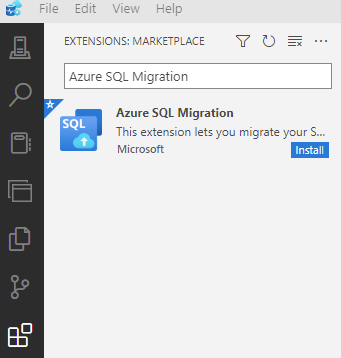 File Edit View Help
EXTENSIONS: MARKETPLACE
Azure SQL Migration
Azure SQL Migration
SQL
This extension lets you migrate your S...
Microsoft
Install